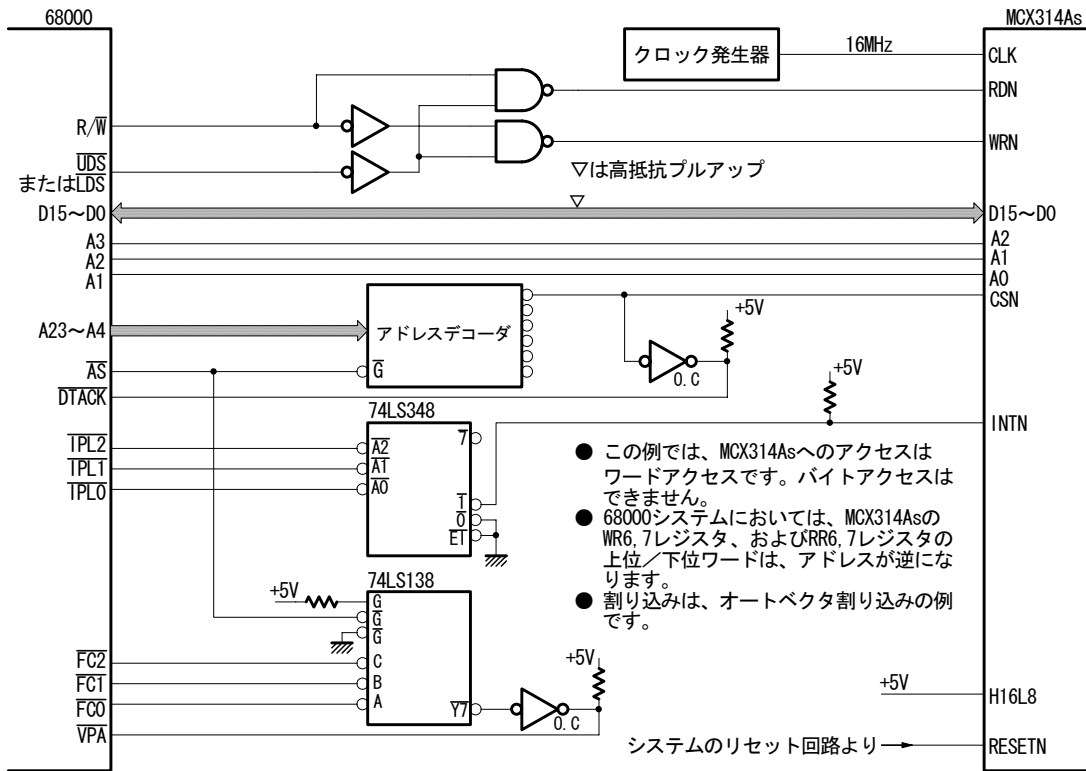 68000
MCX314As
クロック発生器
16MHz
CLK
RDN
R/W
WRN
UDS
またはLDS
▽は高抵抗プルアップ
▽
D15～D0
D15～D0
A3
A2
A2
A1
A1
A0
CSN
+5V
A23～A4
アドレスデコーダ
AS
G
O.C
+5V
DTACK
74LS348
INTN
IPL2
A2
7
IPL1
A1
IPL0
A0
1
0
ET
● この例では、MCX314Asへのアクセスは
ワードアクセスです。バイトアクセスは
できません。
● 68000システムにおいては、MCX314Asの
WR6,7レジスタ、およびRR6,7レジスタの
上位／下位ワードは、アドレスが逆にな
ります。
● 割り込みは、オートベクタ割り込みの例
です。
74LS138
+5V
G
G
G
FC2
C
FC1
B
FC0
A
Y7
O.C
+5V
VPA
+5V
H16L8
システムのリセット回路より
RESETN